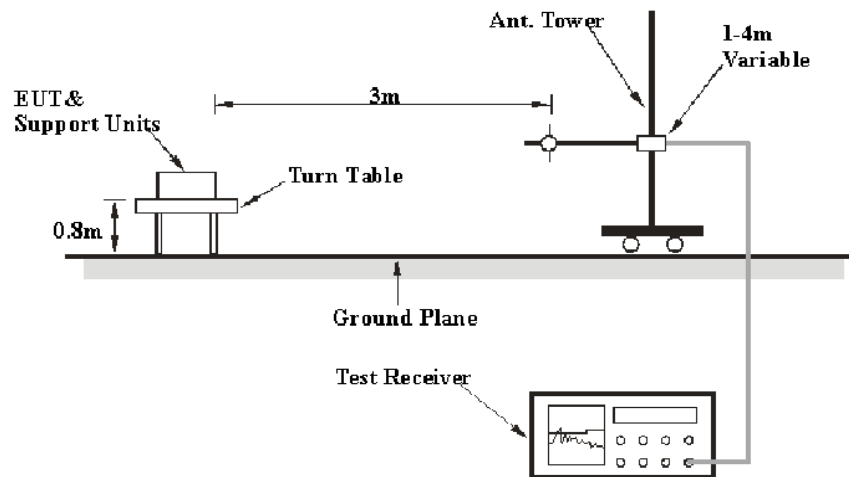 Ant. Tower
1-4m
Variable
3m
EUT&
Support Units
Turn Table
0.8m
Ground Plane
Test Receiver